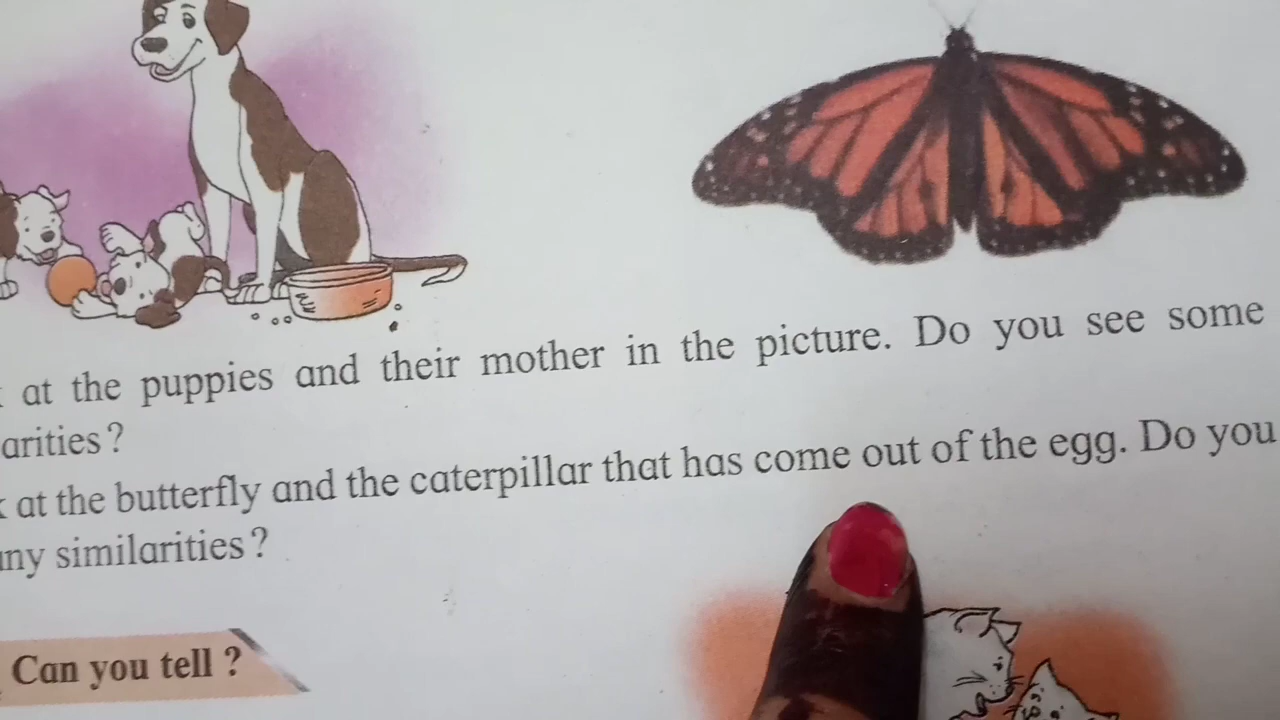 at the puppies and their mother in the picture. Do you see some
arities?
at the butterfly and the caterpillar that has come out of the egg. Do you
any similarities?
Can you tell ?